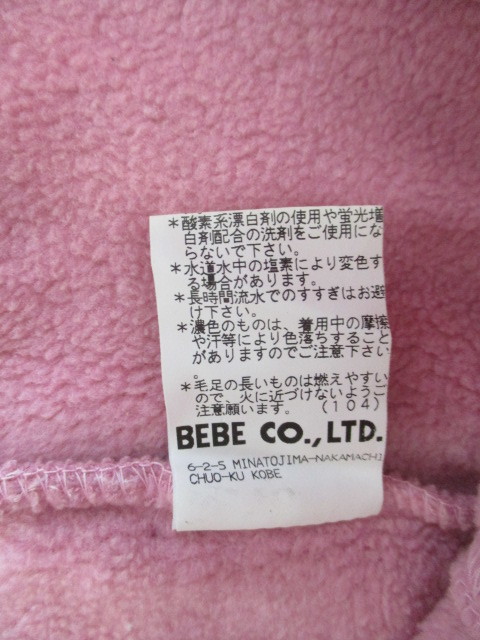 ＊酸素系漂白剤の使用や蛍光増
白剤配合の洗剤をご使用にな
らないで下さい。
＊水道水中の塩素により変色す
る場合があります。
＊長時間流水でのすすぎはお避
け下さい。
＊濃色のものは、着用中の摩擦
や汗等により色落ちすること
がありますのでご注意下さい
。
＊毛足の長いものは燃えやすい
ので、火に近づけないようご
注意願います。（１０４）
BEBE CO.,LTD.
6-2-5 MINATOJIMA-NAKAMACHI
CHUO-KU KOBE